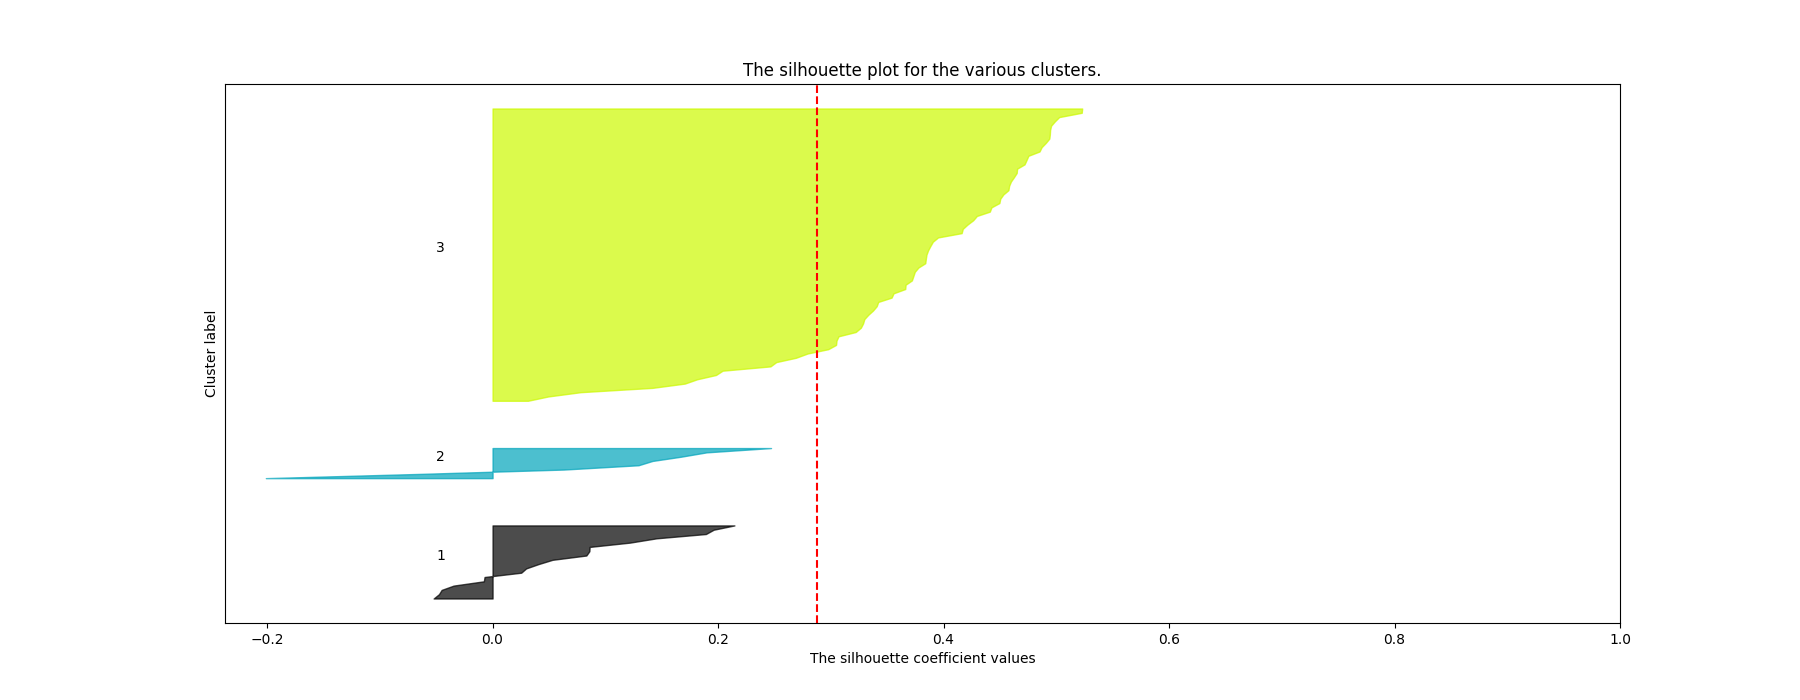 The silhouette plot for the various clusters.
Cluster label
3
2
1
−0.2 0.0 0.2 0.4 0.6 0.8 1.0
The silhouette coefficient values